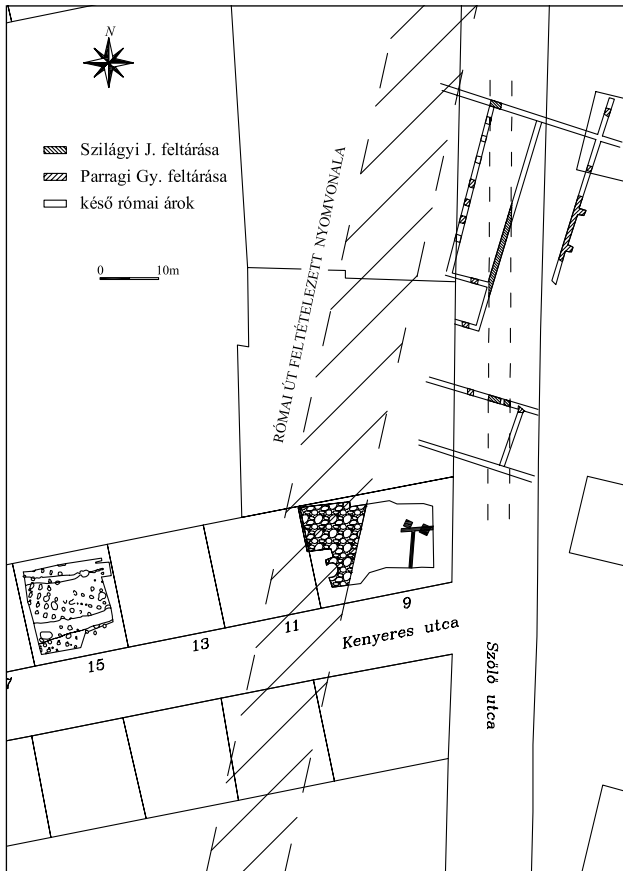 N
Szilágyi J. feltárása
Parragi Gy. feltárása
késő római árok
0 10m
RÓMAI ÚT FELTÉTELEZETT NYOMVONALA
9
11
Kenyeres utca
13
15
7
Szőlő utca